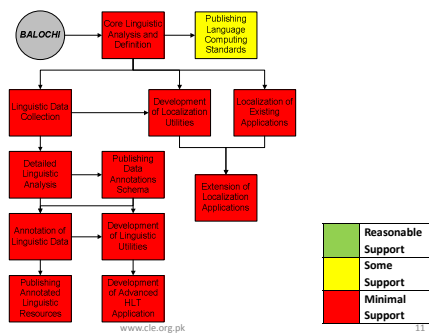 BALOCHI
Core Linguistic
Analysis and
Definition
Publishing
Language
Computing
Standards
Linguistic Data
Collection
Development
of Localization
Utilities
Localization of
Existing
Applications
Detailed
Linguistic
Analysis
Publishing
Data
Annotations
Schema
Extension of
Localization
Applications
Annotation of
Linguistic Data
Development
of Linguistic
Utilities
Publishing
Annotated
Linguistic
Resources
Development
of Advanced
HLT
Application
Reasonable
Support
Some
Support
Minimal
Support
www.cle.org.pk
11